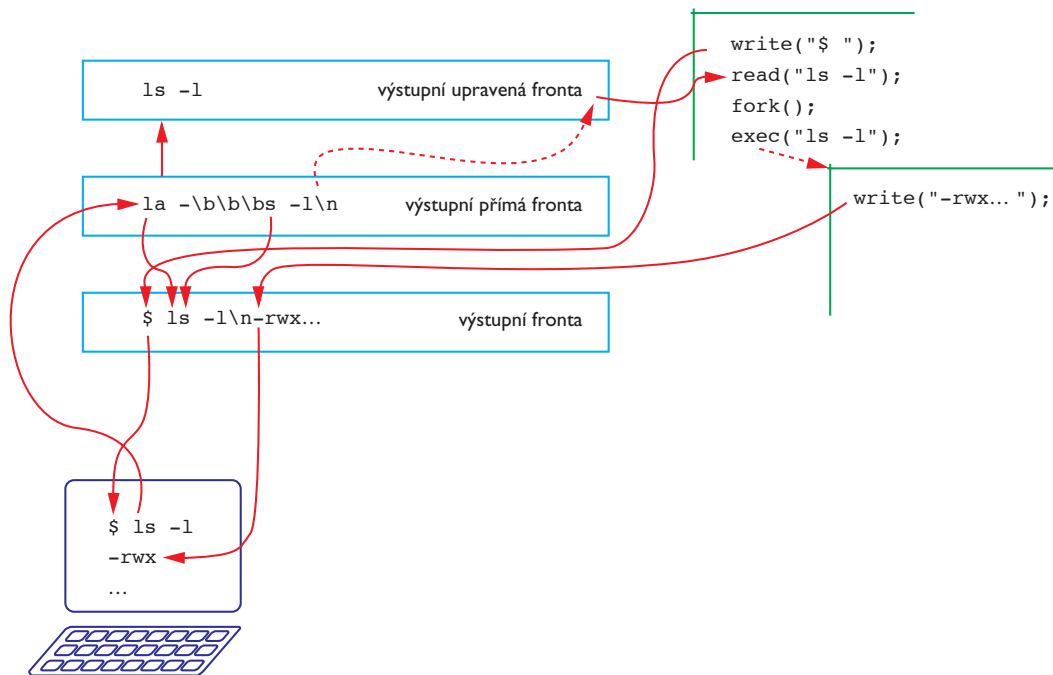 write("$ ");
read("ls -l");
fork();
exec("ls -l");
write("-rwx… ");
ls -l výstupní upravená fronta
la -\b\b\bs -l\n výstupní přímá fronta
$ ls -l\n-rwx… výstupní fronta
$ ls -l
-rwx
…